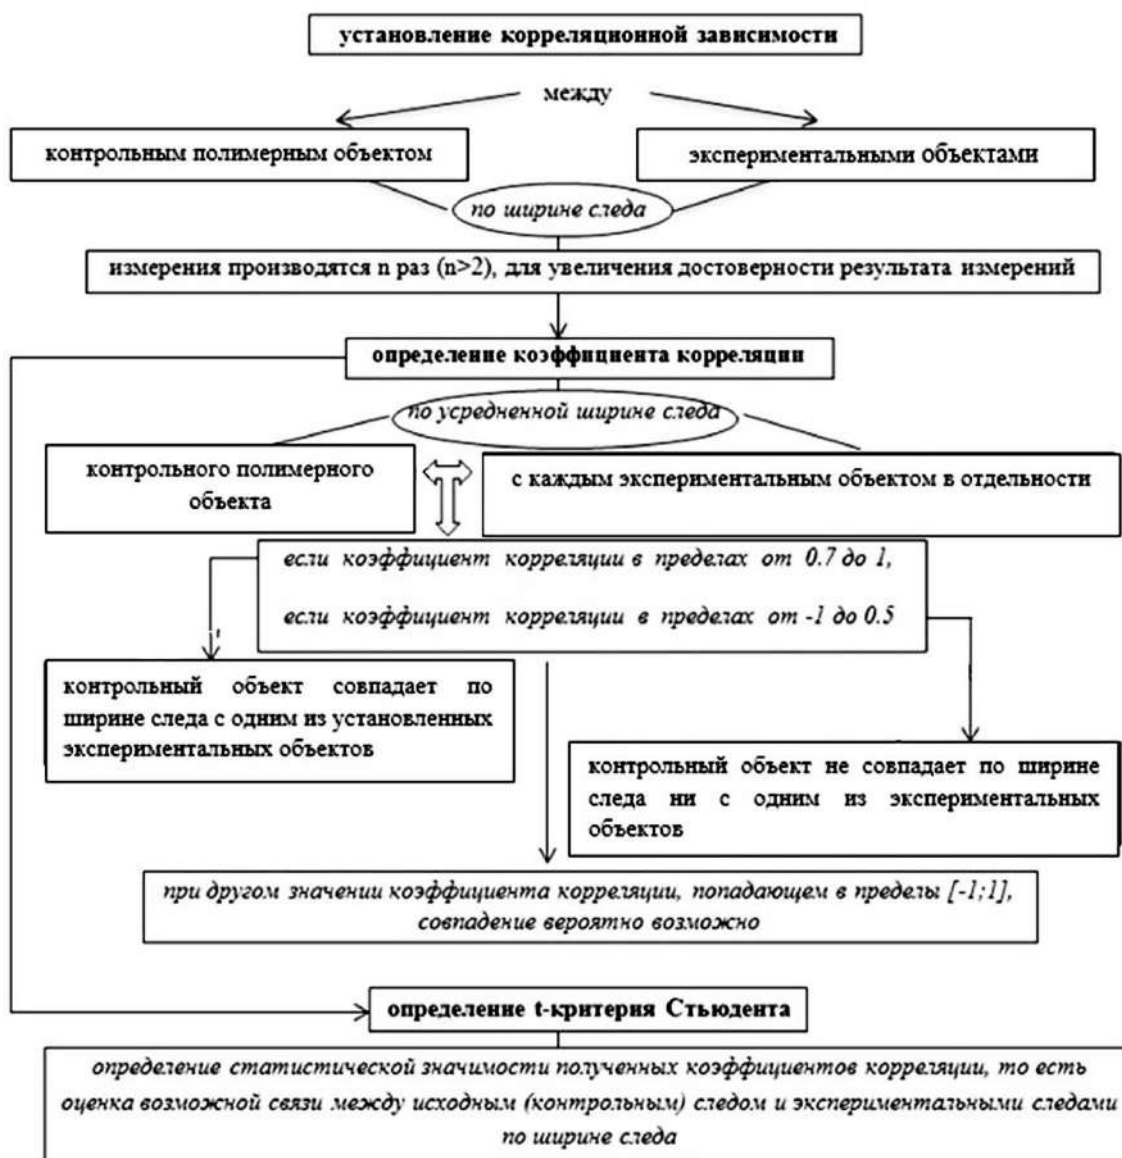 установление корреляционной зависимости
между
контрольным полимерным объектом
экспериментальными объектами
по ширине следа
измерения производятся n раз (n>2), для увеличения достоверности результата измерений
определение коэффициента корреляции
по усредненной ширине следа
контрольного полимерного
объекта
с каждым экспериментальным объектом в отдельности
если коэффициент корреляции в пределах от 0.7 до 1,
если коэффициент корреляции в пределах от -1 до 0.5
контрольный объект совпадает по
ширине следа с одним из установленных
экспериментальных объектов
контрольный объект не совпадает по ширине
следа ни с одним из экспериментальных
объектов
при другом значении коэффициента корреляции, попадающем в пределы [-1;1],
совпадение вероятно возможно
определение t-критерия Стьюдента
определение статистической значимости полученных коэффициентов корреляции, то есть
оценка возможной связи между исходным (контрольным) следом и экспериментальными следами
по ширине следа